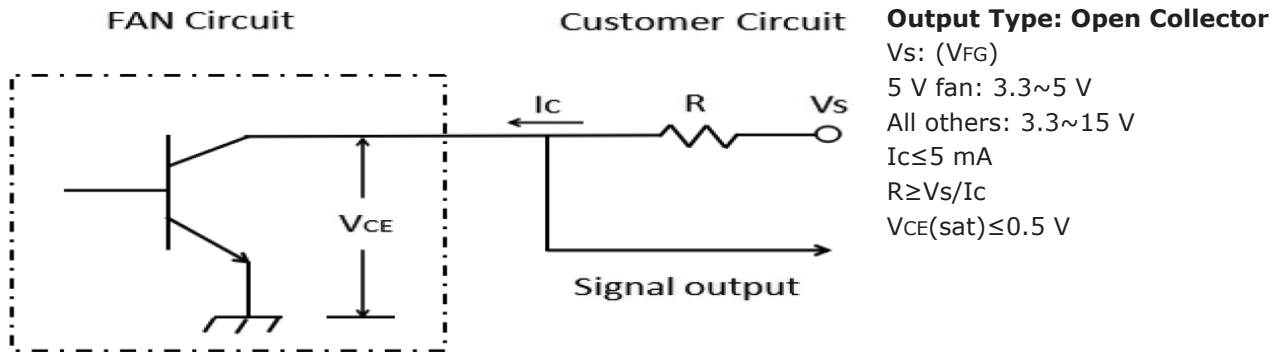 FAN Circuit
Customer Circuit
Ic
R
Vs
VCE
Signal output
Output Type: Open Collector
Vs: (VFG)
5 V fan: 3.3~5 V
All others: 3.3~15 V
Ic≤5 mA
R≥Vs/Ic
VCE(sat)≤0.5 V